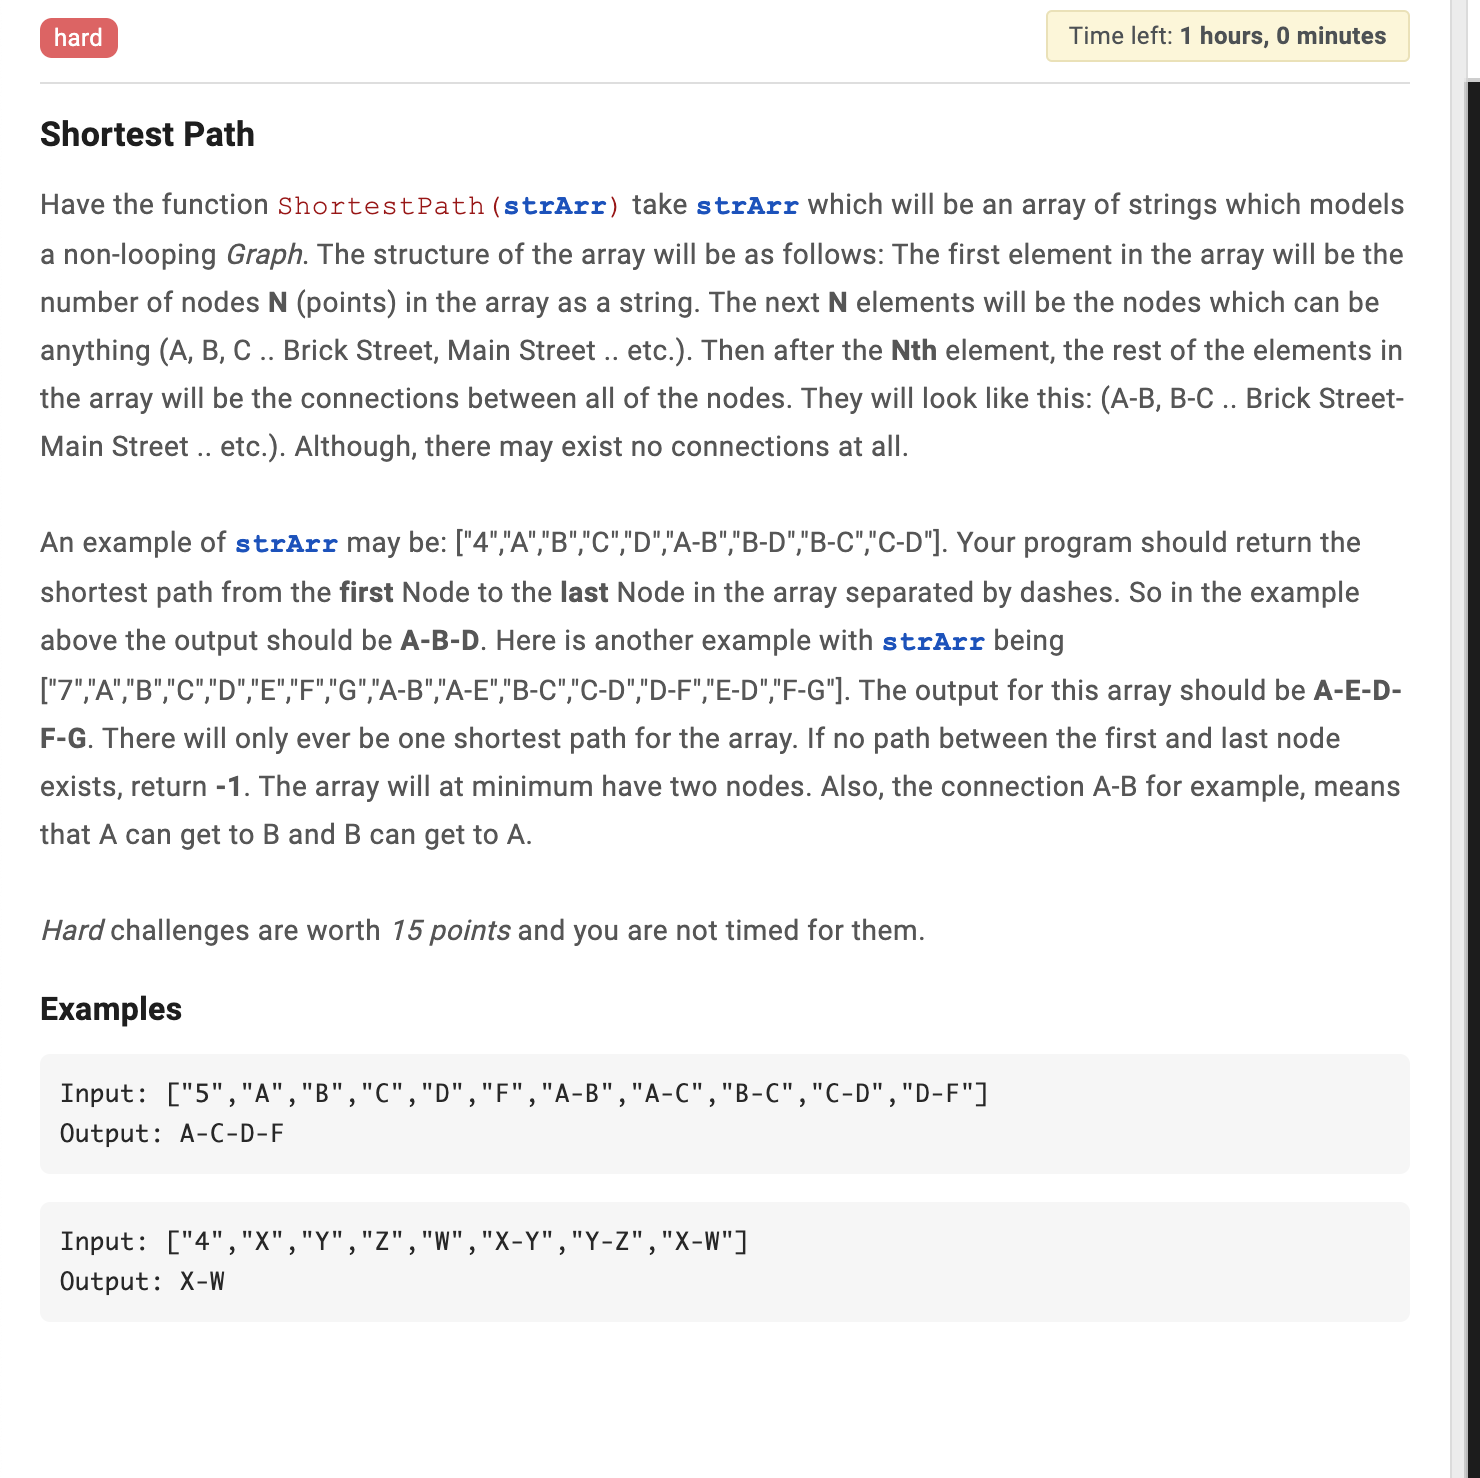 hard
Time left: 1 hours, 0 minutes
Shortest Path
Have the function ShortestPath(strArr) take strArr which will be an array of strings which models
a non-looping Graph. The structure of the array will be as follows: The first element in the array will be the
number of nodes N (points) in the array as a string. The next N elements will be the nodes which can be
anything (A, B, C .. Brick Street, Main Street .. etc.). Then after the Nth element, the rest of the elements in
the array will be the connections between all of the nodes. They will look like this: (A-B, B-C .. Brick Street-
Main Street .. etc.). Although, there may exist no connections at all.
An example of strArr may be: ["4","A","B","C","D","A-B","B-D","B-C","C-D"]. Your program should return the
shortest path from the first Node to the last Node in the array separated by dashes. So in the example
above the output should be A-B-D. Here is another example with strArr being
["7","A","B","C","D","E","F","G","A-B","A-E","B-C","C-D","D-F","E-D","F-G"]. The output for this array should be A-E-D-
F-G. There will only ever be one shortest path for the array. If no path between the first and last node
exists, return -1. The array will at minimum have two nodes. Also, the connection A-B for example, means
that A can get to B and B can get to A.
Hard challenges are worth 15 points and you are not timed for them.
Examples
Input: ["5","A","B","C","D","F","A-B","A-C","B-C","C-D","D-F"]
Output: A-C-D-F
Input: ["4","X","Y","Z","W","X-Y","Y-Z","X-W"]
Output: X-W